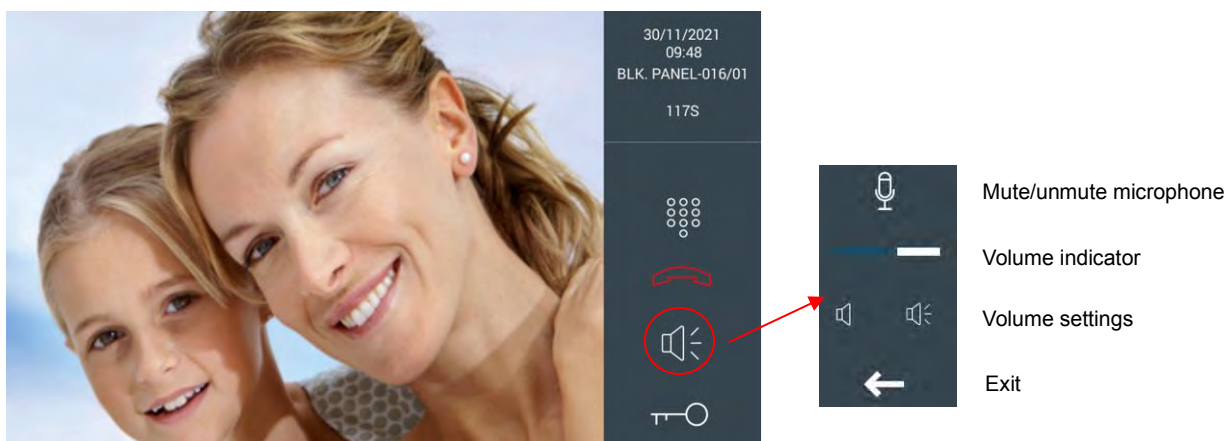 30/11/2021
09:48
BLK. PANEL-016/01
117S
Mute/unmute microphone
Volume indicator
Volume settings
Exit